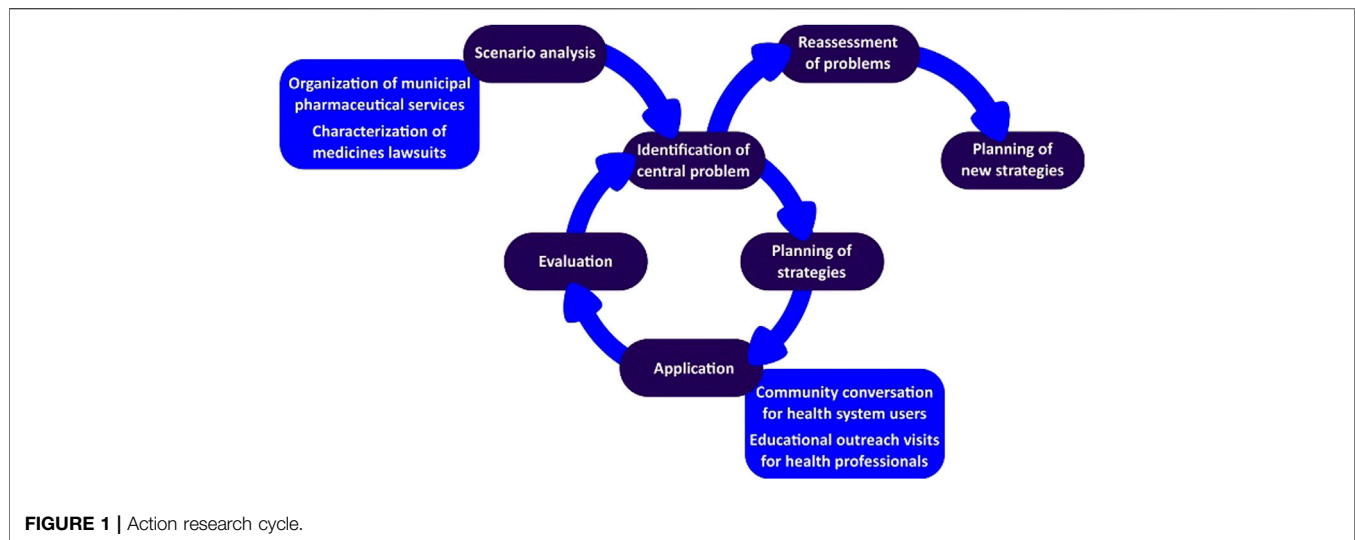 Scenario analysis
Organization of municipal
pharmaceutical services
Characterization of
medicines lawsuits
Reassessment
of problems
Identification of
central problem
Planning of
new strategies
Evaluation
Planning of
strategies
Application
Community conversation
for health system users
Educational outreach visits
for health professionals
FIGURE 1 | Action research cycle.